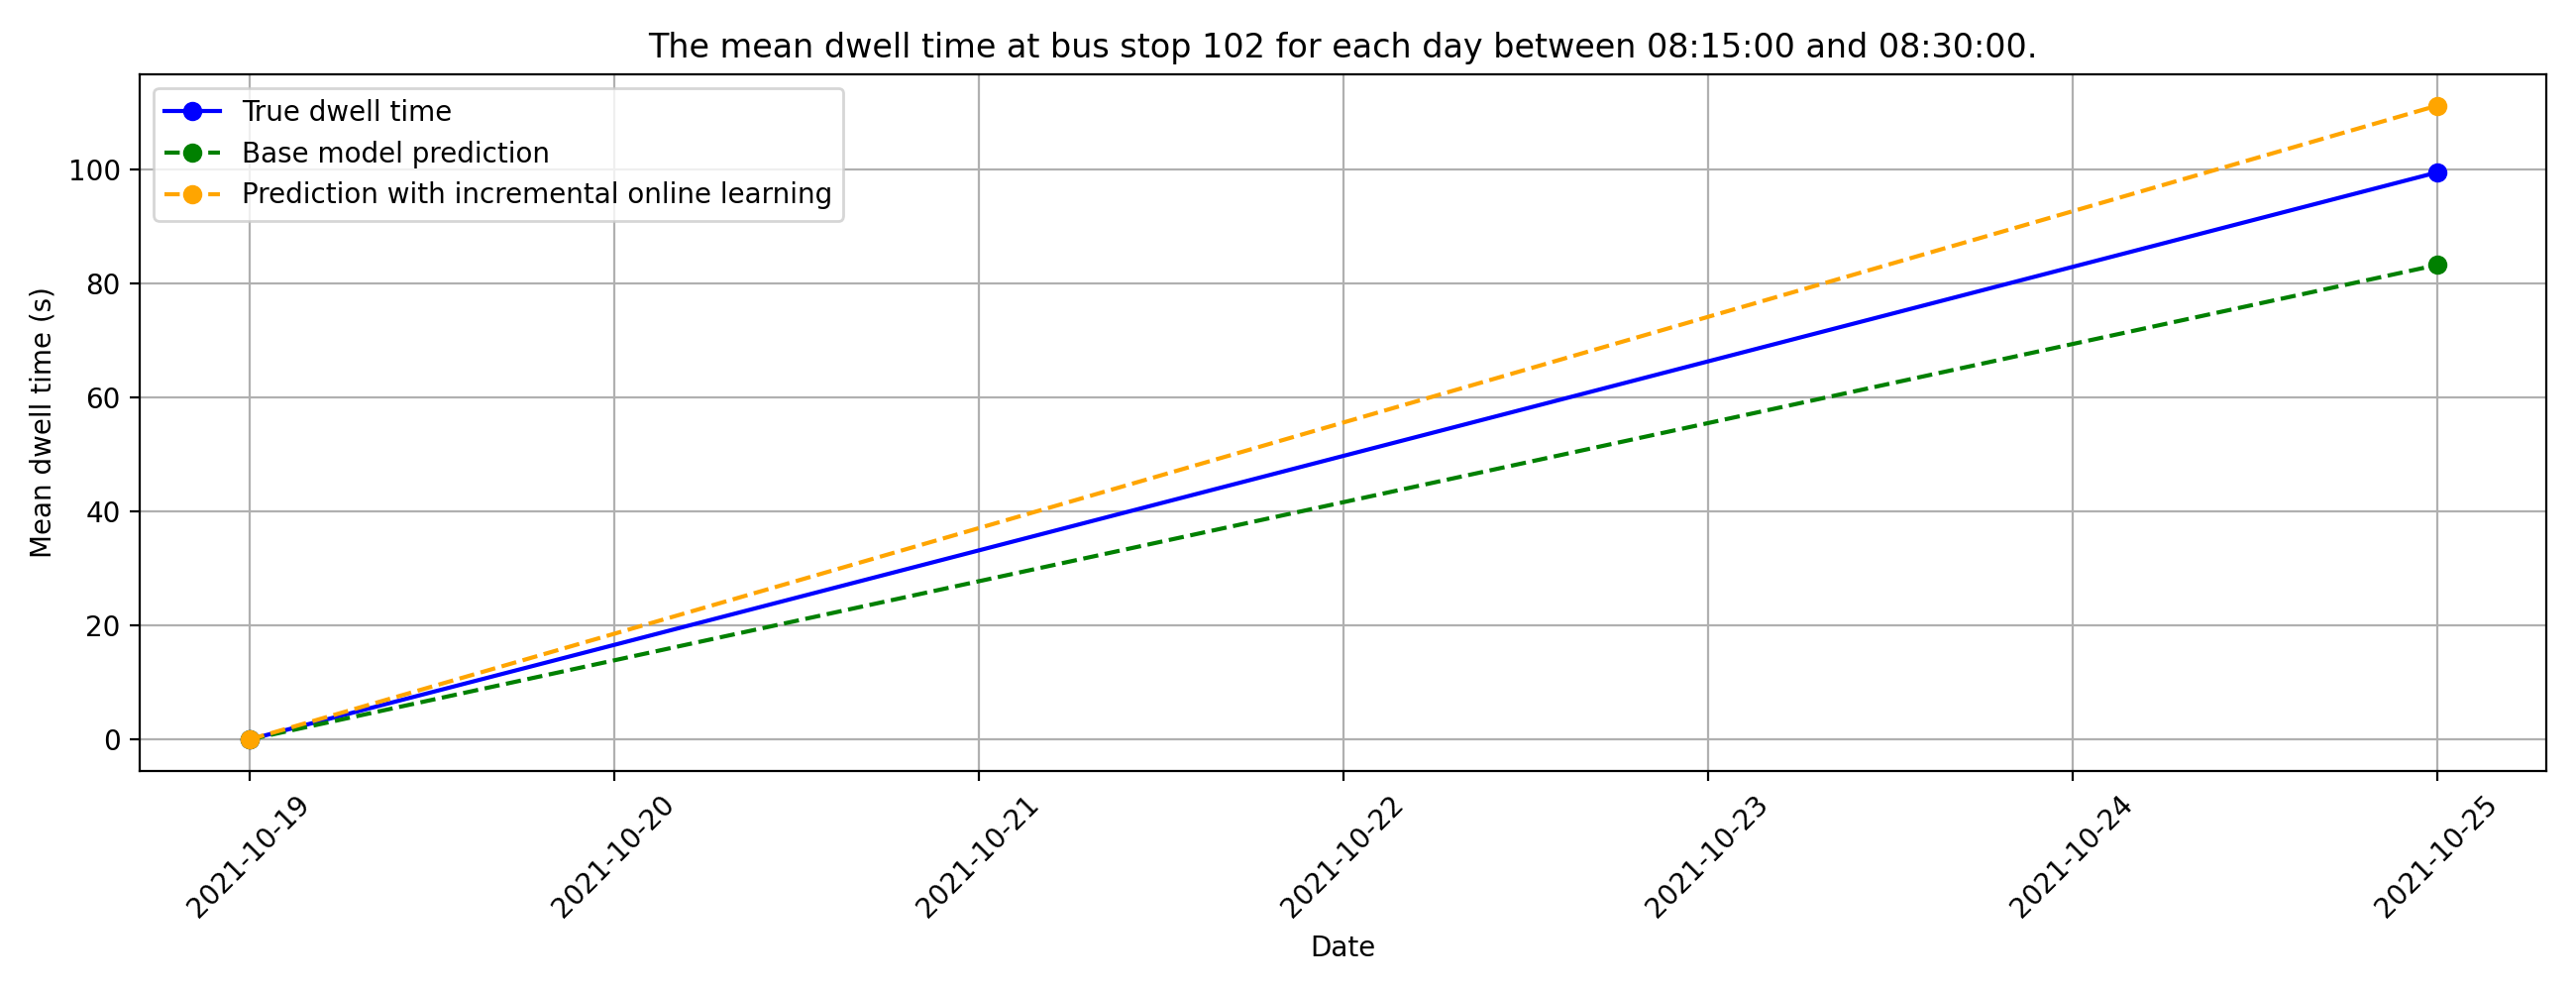 The mean dwell time at bus stop 102 for each day between 08:15:00 and 08:30:00.
True dwell time
Base model prediction
Prediction with incremental online learning
Mean dwell time (s)
100
80
60
40
20
0
2021-10-19
2021-10-20
2021-10-21
2021-10-22
2021-10-23
2021-10-24
2021-10-25
Date